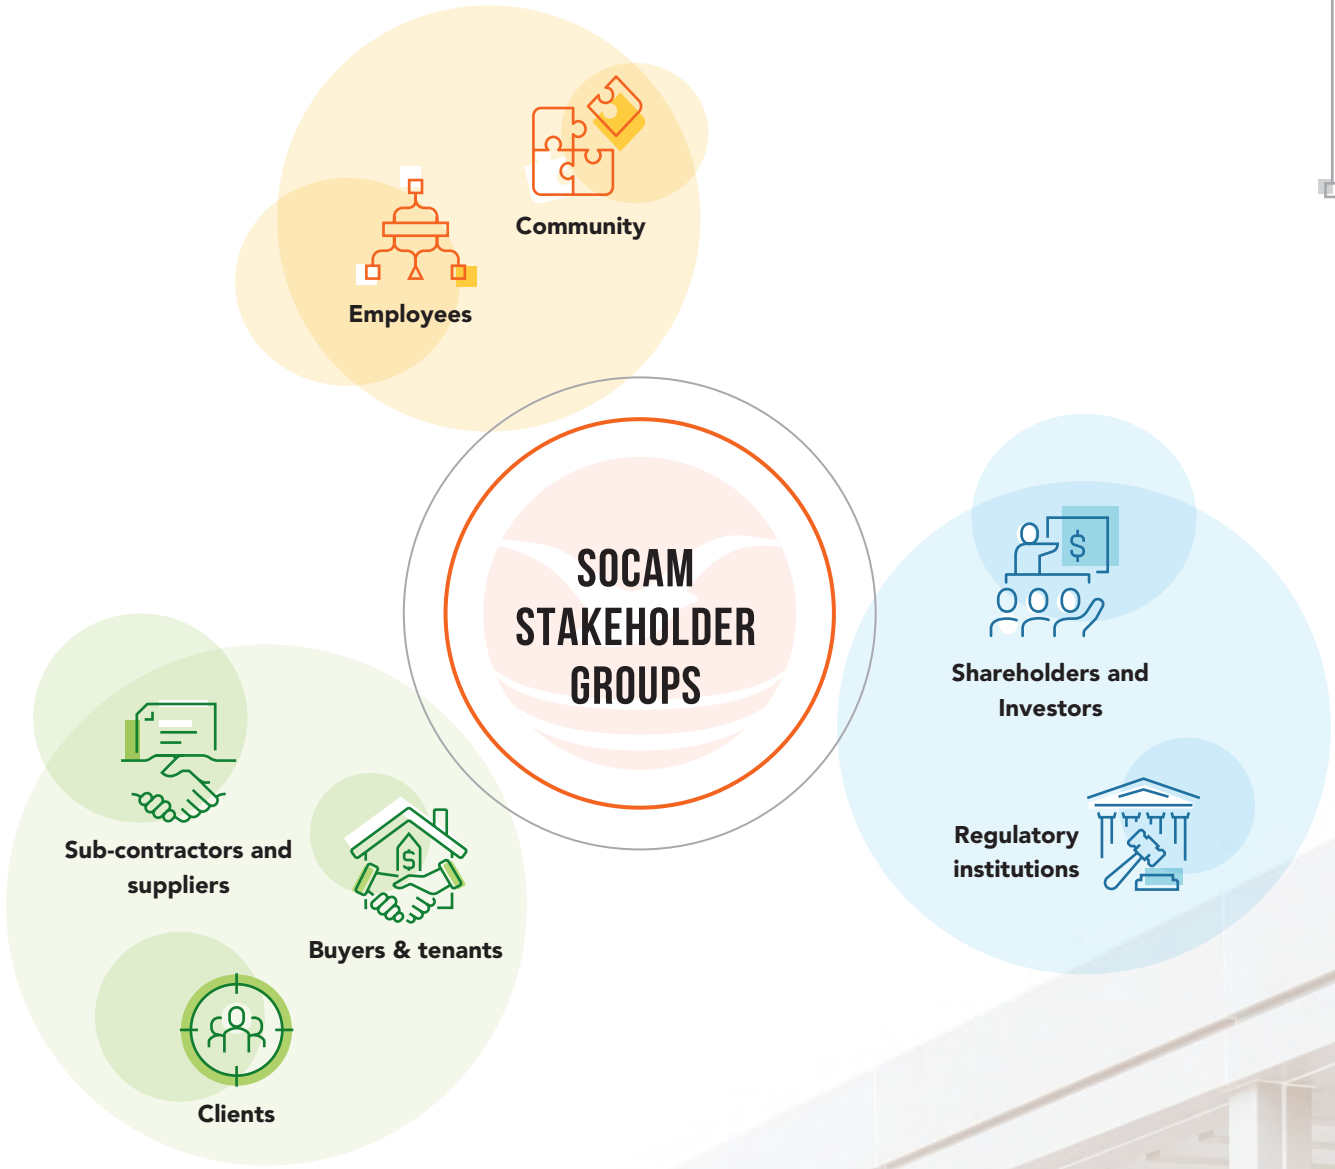 Community
Employees
SOCAM
STAKEHOLDER
GROUPS
$
Shareholders and
Investors
Regulatory
institutions
Sub-contractors and
suppliers
$
Buyers & tenants
Clients